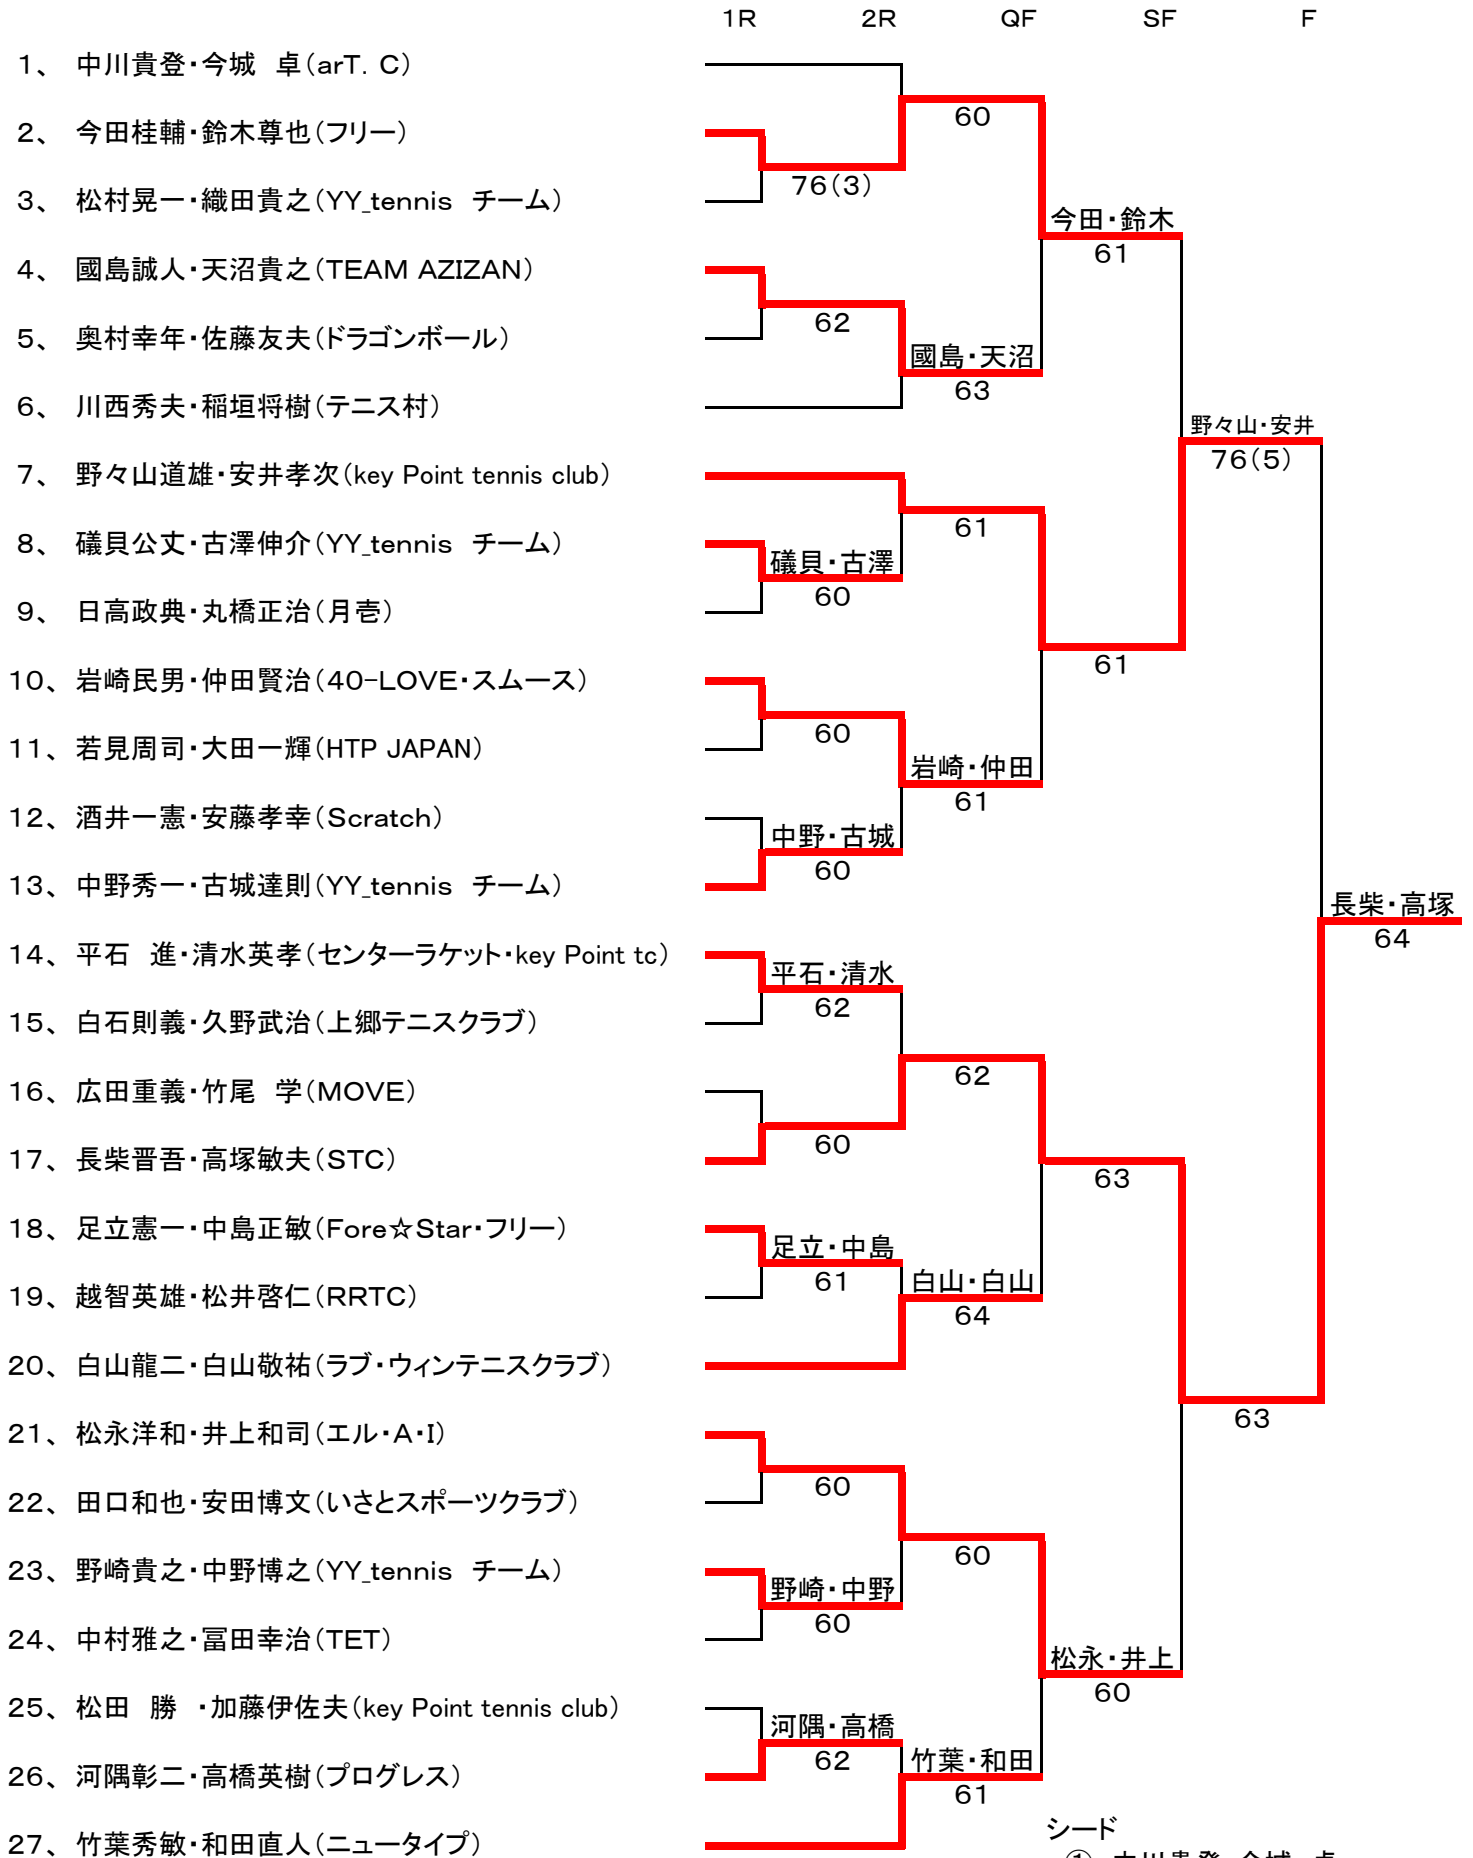 1R 2R QF SF F
1、 中川貴登・今城 卓(arT. C)
60
2、 今田桂輔・鈴木尊也(フリー)
76(3)
3、 松村晃一・織田貴之(YY_tennis チーム)
今田・鈴木
61
4、 國島誠人・天沼貴之(TEAM AZIZAN)
62
5、 奥村幸年・佐藤友夫(ドラゴンボール)
國島・天沼
63
6、 川西秀夫・稲垣将樹(テニス村)
野々山・安井
76(5)
7、 野々山道雄・安井孝次(key Point tennis club)
61
8、 礒貝公丈・古澤伸介(YY_tennis チーム)
礒貝・古澤
60
9、 日高政典・丸橋正治(月壱)
61
10、 岩崎民男・仲田賢治(40-LOVE・スムース)
60
11、 若見周司・大田一輝(HTP JAPAN)
岩崎・仲田
61
12、 酒井一憲・安藤孝幸(Scratch)
中野・古城
60
13、 中野秀一・古城達則(YY_tennis チーム)
長柴・高塚
64
14、 平石 進・清水英孝(センターラケット・key Point tc)
平石・清水
62
15、 白石則義・久野武治(上郷テニスクラブ)
62
16、 広田重義・竹尾 学(MOVE)
60
17、 長柴晋吾・高塚敏夫(STC)
63
18、 足立憲一・中島正敏(Fore☆Star・フリー)
足立・中島
61
19、 越智英雄・松井啓仁(RRTC)
白山・白山
64
20、 白山龍二・白山敬祐(ラブ・ウィンテニスクラブ)
63
21、 松永洋和・井上和司(エル・A・I)
60
22、 田口和也・安田博文(いさとスポーツクラブ)
60
23、 野崎貴之・中野博之(YY_tennis チーム)
野崎・中野
60
24、 中村雅之・冨田幸治(TET)
松永・井上
60
25、 松田 勝 ・加藤伊佐夫(key Point tennis club)
河隅・高橋
62
26、 河隅彰二・高橋英樹(プログレス)
竹葉・和田
61
27、 竹葉秀敏・和田直人(ニュータイプ)
シード
① 中川貴登・今城 卓